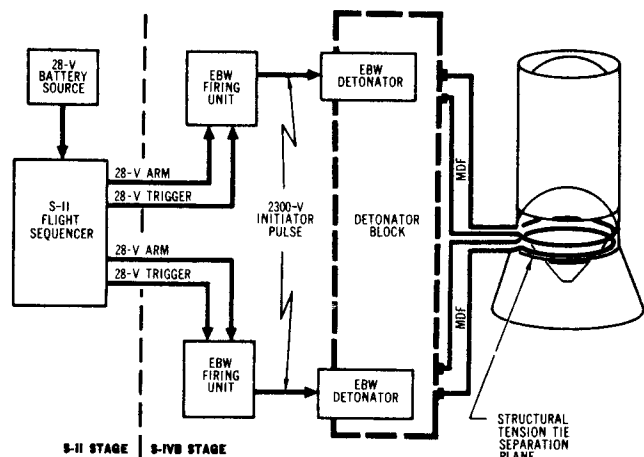 28-V
BATTERY
SOURCE
S-II
FLIGHT
SEQUENCER
28-V ARM
28-V TRIGGER
28-V ARM
28-V TRIGGER
EBW
FIRING
UNIT
EBW
FIRING
UNIT
2300-V
INITIATOR
PULSE
EBW
DETONATOR
DETONATOR
BLOCK
EBW
DETONATOR
MDF
MDF
STRUCTURAL
TENSION TIE
SEPARATION
PLANE
S-II STAGE
S-IVB STAGE